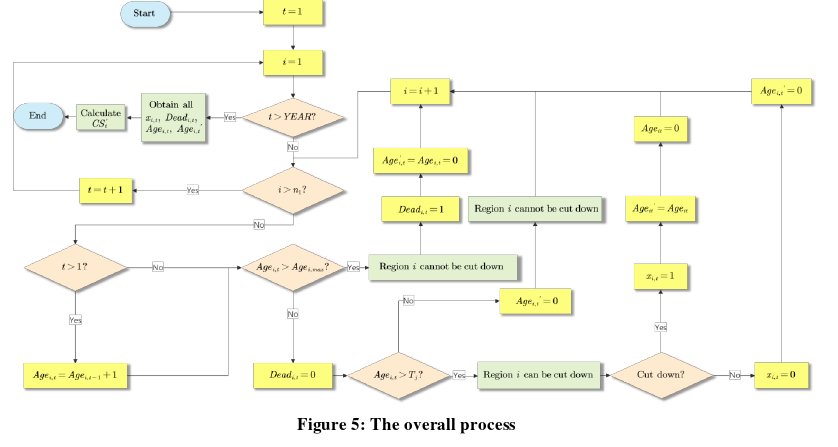 Start
t = 1
i = 1
t > YEAR?
Yes
Obtain all
x_{i,t}, Dead_{i,t},
Age_{i,t}, Age_{i,t}'
Calculate
CS_i
End
No
i > n_1?
Yes
t = t + 1
No
t > 1?
No
Yes
Age_{i,t} = Age_{i,t-1} + 1
Age_{i,t} > Age_{i,max}?
Yes
Region i cannot be cut down
Dead_{i,t} = 1
Age_{i,t}' = Age_{i,t} = 0
i = i + 1
No
Dead_{i,t} = 0
Age_{i,t} > T_j?
No
Age_{i,t}' = 0
Region i cannot be cut down
Yes
Region i can be cut down
Cut down?
Yes
x_{i,t} = 1
Age_{it}' = Age_{it}
Age_{it} = 0
No
x_{i,t} = 0
Age_{i,t}' = 0
Figure 5: The overall process